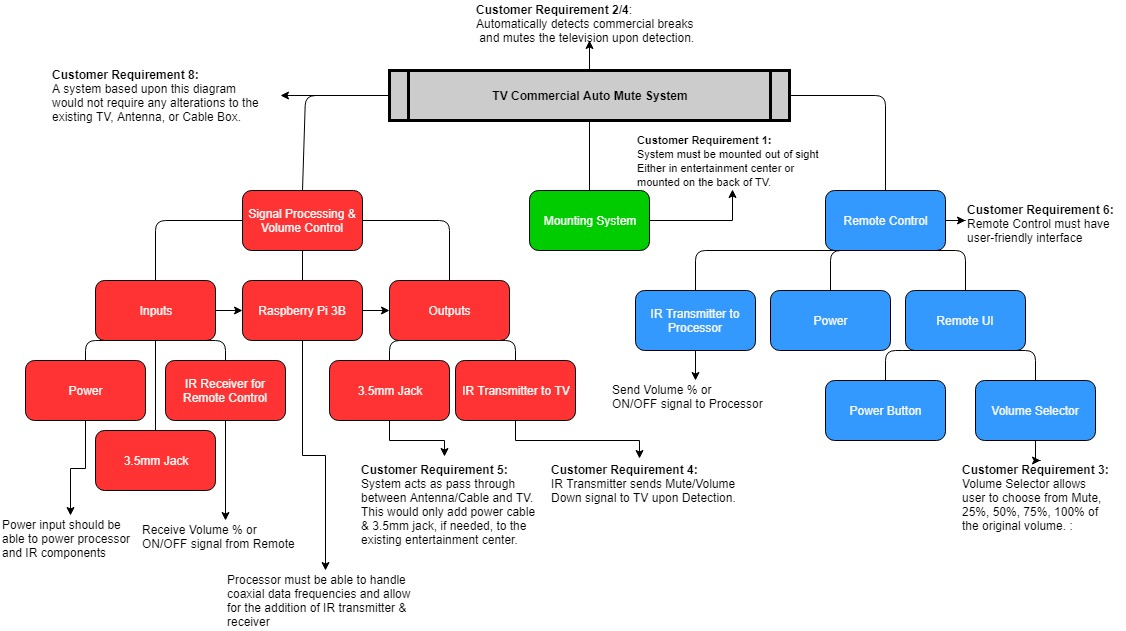 Customer Requirement 2/4:
Automatically detects commercial breaks
and mutes the television upon detection.
Customer Requirement 8:
A system based upon this diagram
would not require any alterations to the
existing TV, Antenna, or Cable Box.
TV Commercial Auto Mute System
Customer Requirement 1:
System must be mounted out of sight
Either in entertainment center or
mounted on the back of TV.
Signal Processing &
Volume Control
Mounting System
Remote Control
Customer Requirement 6:
Remote Control must have
user-friendly interface
Inputs
Raspberry Pi 3B
Outputs
IR Transmitter to
Processor
Power
Remote UI
Power
IR Receiver for
Remote Control
3.5mm Jack
IR Transmitter to TV
Send Volume % or
ON/OFF signal to Processor
Power Button
Volume Selector
3.5mm Jack
Customer Requirement 5:
System acts as pass through
between Antenna/Cable and TV.
This would only add power cable
& 3.5mm jack, if needed, to the
existing entertainment center.
Customer Requirement 4:
IR Transmitter sends Mute/Volume
Down signal to TV upon Detection.
Customer Requirement 3:
Volume Selector allows
user to choose from Mute,
25%, 50%, 75%, 100% of
the original volume. :
Power input should be
able to power processor
and IR components
Receive Volume % or
ON/OFF signal from Remote
Processor must be able to handle
coaxial data frequencies and allow
for the addition of IR transmitter &
receiver